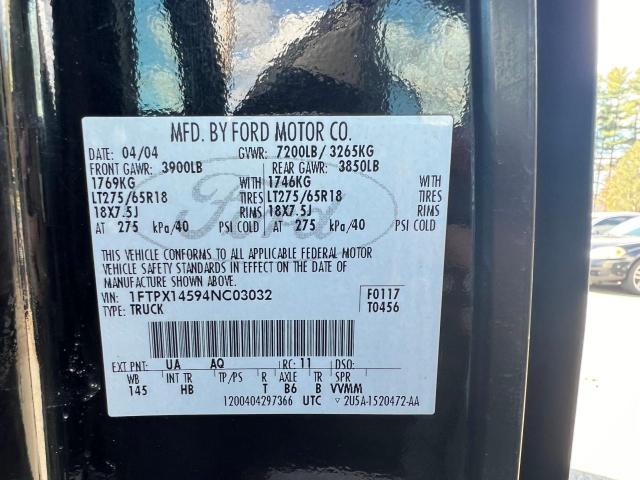 MFD. BY FORD MOTOR CO.
DATE: 04/04 GVWR: 7200LB/ 3265KG
FRONT GAWR: 3900LB REAR GAWR: 3850LB
1769KG WITH 1746KG WITH
LT275/65R18 TIRES LT275/65R18 TIRES
18X7.5J RIMS 18X7.5J RIMS
AT 275 kPa/40 PSI COLD AT 275 kPa/40 PSI COLD
Ford
THIS VEHICLE CONFORMS TO ALL APPLICABLE FEDERAL MOTOR
VEHICLE SAFETY STANDARDS IN EFFECT ON THE DATE OF
MANUFACTURE SHOWN ABOVE.
VIN: 1FTPX14594NC03032 F0117
TYPE: TRUCK T0456
EXT PNT: UA AQ RC: 11 DSO:
WB INT TR TP/PS R AXLE TR SPR
145 HB T B6 B VVMM
1200404297366 UTC 2U5A-1520472-AA